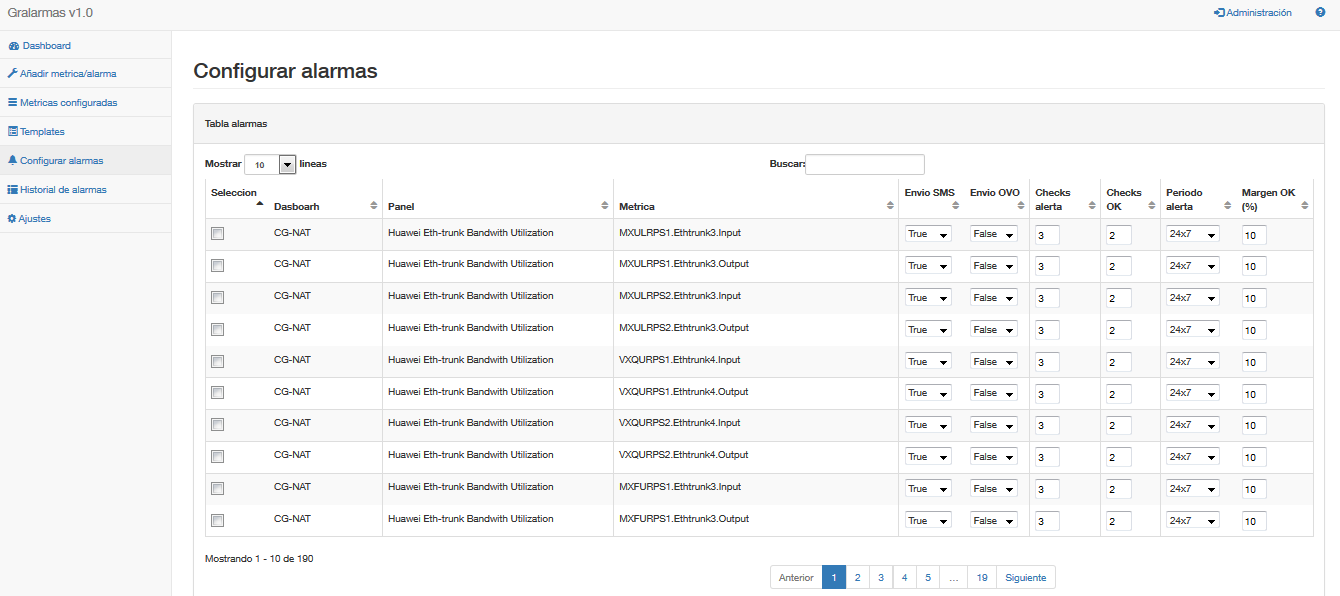 Gralarmas v1.0
Administración
Dashboard
Añadir metrica/alarma
Metricas configuradas
Templates
Configurar alarmas
Historial de alarmas
Ajustes
Configurar alarmas
Tabla alarmas
Mostrar 10 lineas Buscar:
Seleccion Dasboarh Panel Metrica Envio SMS Envio OVO Checks alerta Checks OK Periodo alerta Margen OK (%)
CG-NAT Huawei Eth-trunk Bandwith Utilization MXULRPS1.Ethtrunk3.Input True False 3 2 24x7 10
CG-NAT Huawei Eth-trunk Bandwith Utilization MXULRPS1.Ethtrunk3.Output True False 3 2 24x7 10
CG-NAT Huawei Eth-trunk Bandwith Utilization MXULRPS2.Ethtrunk3.Input True False 3 2 24x7 10
CG-NAT Huawei Eth-trunk Bandwith Utilization MXULRPS2.Ethtrunk3.Output True False 3 2 24x7 10
CG-NAT Huawei Eth-trunk Bandwith Utilization VXQURPS1.Ethtrunk4.Input True False 3 2 24x7 10
CG-NAT Huawei Eth-trunk Bandwith Utilization VXQURPS1.Ethtrunk4.Output True False 3 2 24x7 10
CG-NAT Huawei Eth-trunk Bandwith Utilization VXQURPS2.Ethtrunk4.Input True False 3 2 24x7 10
CG-NAT Huawei Eth-trunk Bandwith Utilization VXQURPS2.Ethtrunk4.Output True False 3 2 24x7 10
CG-NAT Huawei Eth-trunk Bandwith Utilization MXFURPS1.Ethtrunk3.Input True False 3 2 24x7 10
CG-NAT Huawei Eth-trunk Bandwith Utilization MXFURPS1.Ethtrunk3.Output True False 3 2 24x7 10
Mostrando 1 - 10 de 190
Anterior 1 2 3 4 5 ... 19 Siguiente